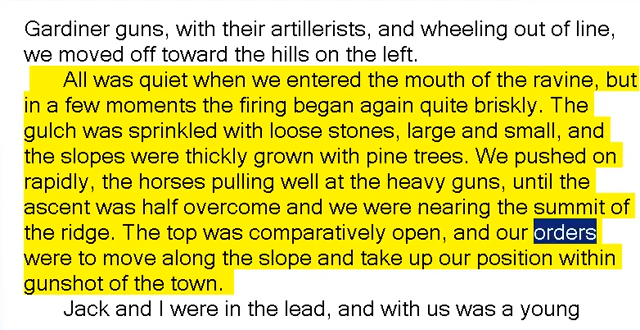 Gardiner guns, with their artillerists, and wheeling out of line,
we moved off toward the hills on the left.
All was quiet when we entered the mouth of the ravine, but
in a few moments the firing began again quite briskly. The
gulch was sprinkled with loose stones, large and small, and
the slopes were thickly grown with pine trees. We pushed on
rapidly, the horses pulling well at the heavy guns, until the
ascent was half overcome and we were nearing the summit of
the ridge. The top was comparatively open, and our orders
were to move along the slope and take up our position within
gunshot of the town.
Jack and I were in the lead, and with us was a young